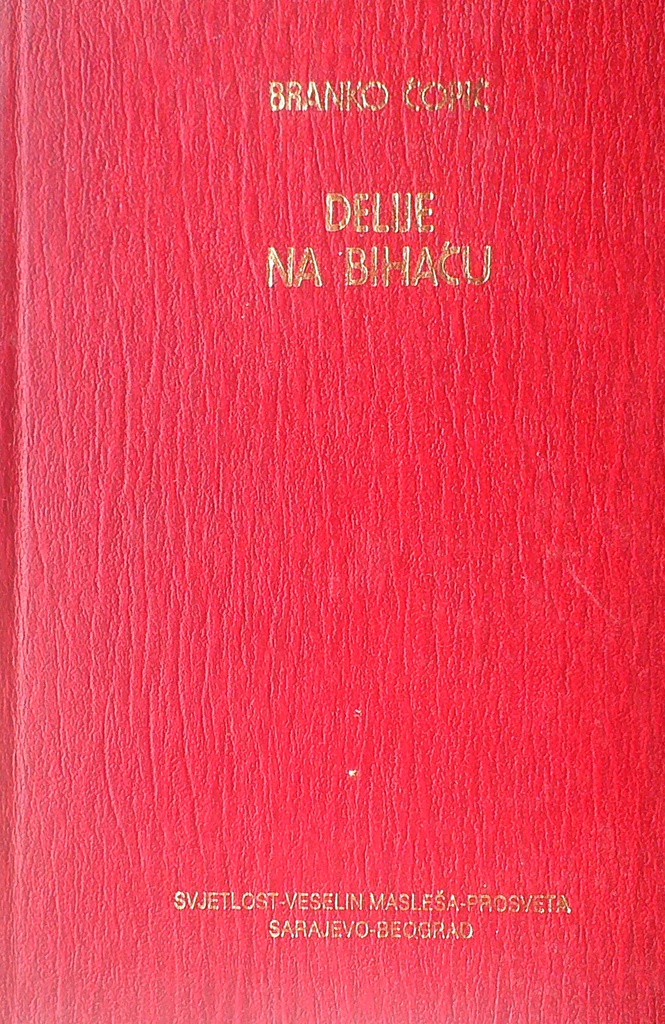 BRANKO ĆOPIĆ
DELIJE
NA BIHAĆU
SVJETLOST-VESELIN MASLEŠA-PROSVETA
SARAJEVO-BEOGRAD